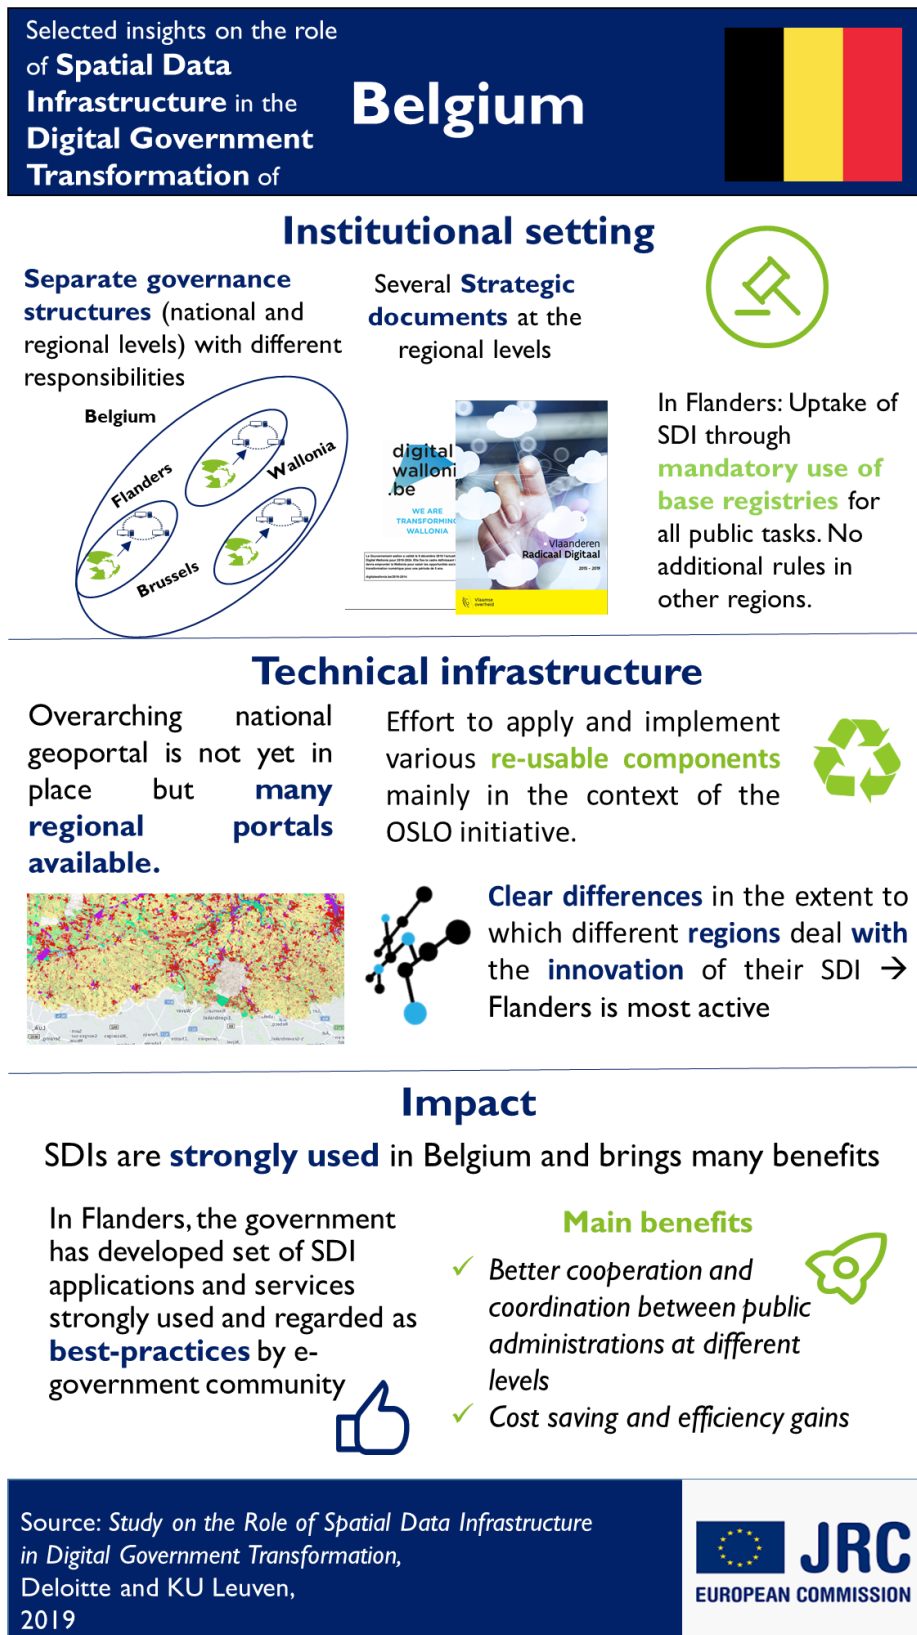 Selected insights on the role
of Spatial Data
Infrastructure in the
Digital Government
Transformation of
Belgium
Institutional setting
Separate governance
structures (national and
regional levels) with different
responsibilities
Belgium
Flanders
Wallonia
Brussels
Several Strategic
documents at the
regional levels
digital
walloni
.be
WE ARE
TRANSFORMING
WALLONIA
Vlaanderen
Radicaal Digitaal
2015 - 2019
Vlaamse
overheid
In Flanders: Uptake of
SDI through
mandatory use of
base registries for
all public tasks. No
additional rules in
other regions.
Technical infrastructure
Overarching national
geoportal is not yet in
place but many
regional portals
available.
Effort to apply and implement
various re-usable components
mainly in the context of the
OSLO initiative.
Clear differences in the extent to
which different regions deal with
the innovation of their SDI →
Flanders is most active
Impact
SDIs are strongly used in Belgium and brings many benefits
In Flanders, the government
has developed set of SDI
applications and services
strongly used and regarded as
best-practices by e-
government community
Main benefits
✓ Better cooperation and
coordination between public
administrations at different
levels
✓ Cost saving and efficiency gains
Source: Study on the Role of Spatial Data Infrastructure
in Digital Government Transformation,
Deloitte and KU Leuven,
2019
JRC
EUROPEAN COMMISSION